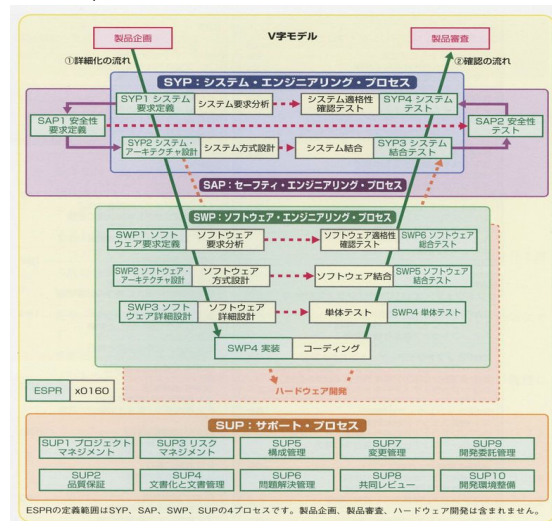 製品企画
V字モデル
製品審査
①詳細化の流れ
②確認の流れ
SYP：システム・エンジニアリング・プロセス
SYP1 システム
要求定義
システム要求分析
システム適格性
確認テスト
SYP4 システム
テスト
SAP1 安全性
要求定義
SAP2 安全性
テスト
SYP2 システム・
アーキテクチャ設計
システム方式設計
システム結合
SYP3 システム
結合テスト
SAP：セーフティ・エンジニアリング・プロセス
SWP：ソフトウェア・エンジニアリング・プロセス
SWP1 ソフト
ウェア要求定義
ソフトウェア
要求分析
ソフトウェア適格性
確認テスト
SWP6 ソフトウェア
総合テスト
SWP2 ソフトウェア・
アーキテクチャ設計
ソフトウェア
方式設計
ソフトウェア結合
SWP5 ソフトウェア
結合テスト
SWP3 ソフト
ウェア詳細設計
ソフトウェア
詳細設計
単体テスト
SWP4 単体テスト
SWP4 実装
コーディング
ESPR
x0160
ハードウェア開発
SUP：サポート・プロセス
SUP1 プロジェクト
マネジメント
SUP3 リスク
マネジメント
SUP5
構成管理
SUP7
変更管理
SUP9
開発委託管理
SUP2
品質保証
SUP4
文書化と文書管理
SUP6
問題解決管理
SUP8
共同レビュー
SUP10
開発環境整備
ESPRの定義範囲はSYP、SAP、SWP、SUPの4プロセスです。製品企画、製品審査、ハードウェア開発は含まれません。